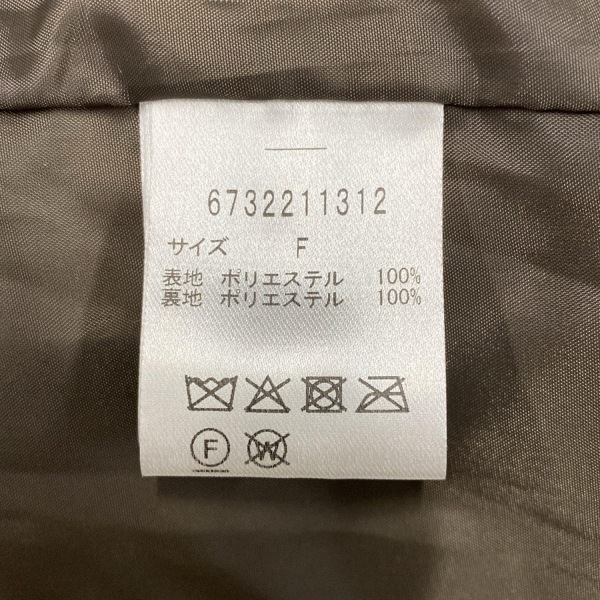 6732211312
サイズ F
表地 ポリエステル 100%
裏地 ポリエステル 100%
F
W